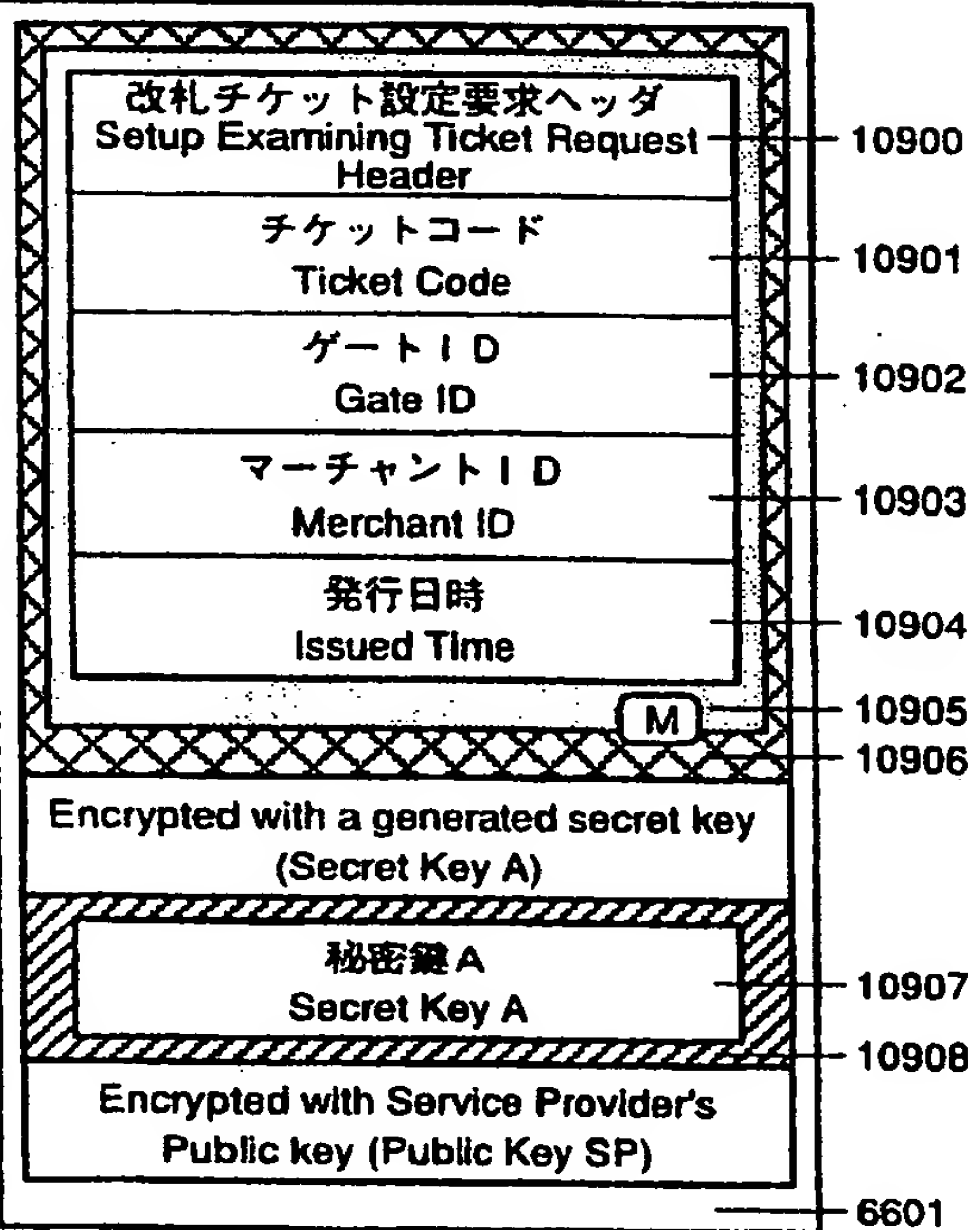 改札チケット設定要求ヘッダ
Setup Examining Ticket Request
Header
10900
チケットコード
Ticket Code
10901
ゲートID
Gate ID
10902
マーチャントID
Merchant ID
10903
発行日時
Issued Time
10904
M
10905
10906
Encrypted with a generated secret key
(Secret Key A)
秘密鍵A
Secret Key A
10907
10908
Encrypted with Service Provider's
Public key (Public Key SP)
6601